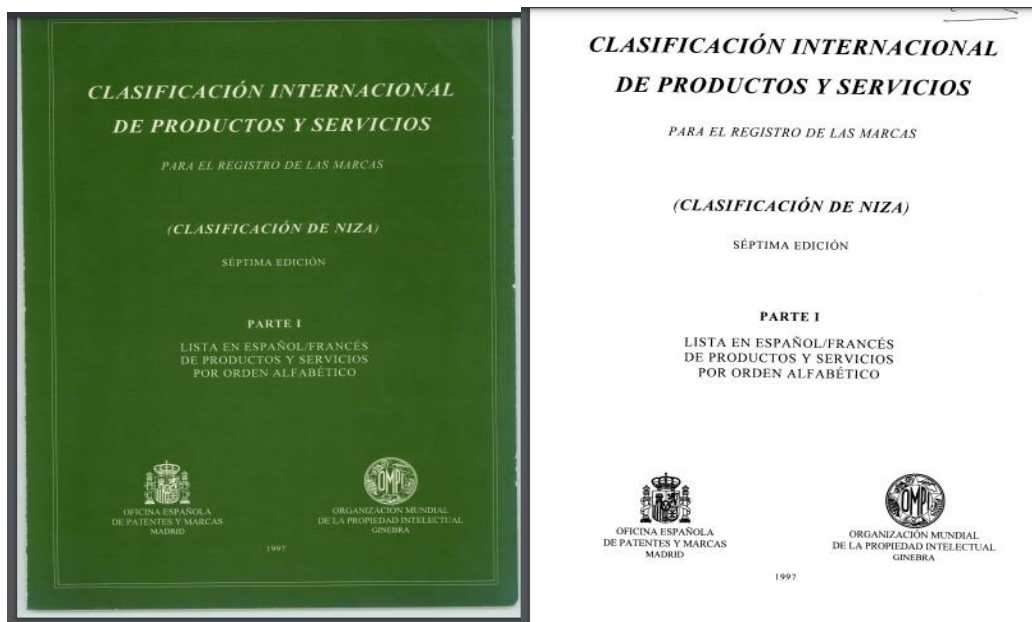 CLASIFICACIÓN INTERNACIONAL
DE PRODUCTOS Y SERVICIOS
PARA EL REGISTRO DE LAS MARCAS
(CLASIFICACIÓN DE NIZA)
SÉPTIMA EDICIÓN
PARTE I
LISTA EN ESPAÑOL/FRANCÉS
DE PRODUCTOS Y SERVICIOS
POR ORDEN ALFABÉTICO
OFICINA ESPAÑOLA
DE PATENTES Y MARCAS
MADRID
OMPI
ORGANIZACIÓN MUNDIAL
DE LA PROPIEDAD INTELECTUAL
GINEBRA
1997
CLASIFICACIÓN INTERNACIONAL
DE PRODUCTOS Y SERVICIOS
PARA EL REGISTRO DE LAS MARCAS
(CLASIFICACIÓN DE NIZA)
SÉPTIMA EDICIÓN
PARTE I
LISTA EN ESPAÑOL/FRANCÉS
DE PRODUCTOS Y SERVICIOS
POR ORDEN ALFABÉTICO
OFICINA ESPAÑOLA
DE PATENTES Y MARCAS
MADRID
OMPI
ORGANIZACIÓN MUNDIAL
DE LA PROPIEDAD INTELECTUAL
GINEBRA
1997